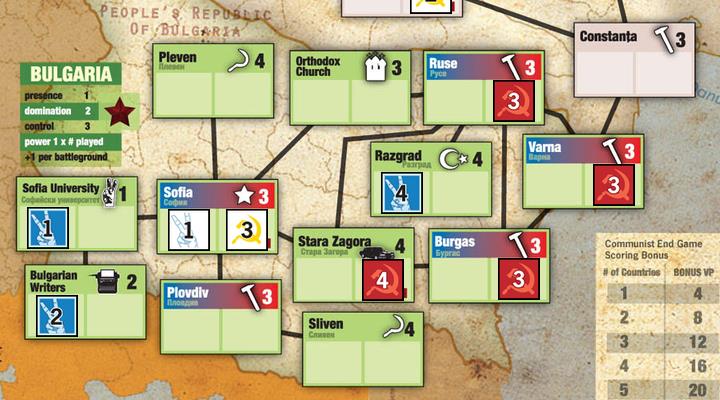 PEOPLE'S REPUBLIC
OF BULGARIA
Constanţa 3
Pleven 4
Плевен
Orthodox
Church 3
Ruse 3
Русе
3
BULGARIA
presence 1
domination 2
control 3
power 1 x # played
+1 per battleground
Razgrad 4
Разград
4
Varna 3
Варна
3
Sofia University 1
Софийски университет
1
Sofia 3
София
1 3
Stara Zagora 4
Стара Загора
4
Burgas 3
Бургас
3
Bulgarian
Writers 2
2
Plovdiv 3
Пловдив
Sliven 4
Сливен
Communist End Game
Scoring Bonus
# of Countries BONUS VP
1 4
2 8
3 12
4 16
5 20